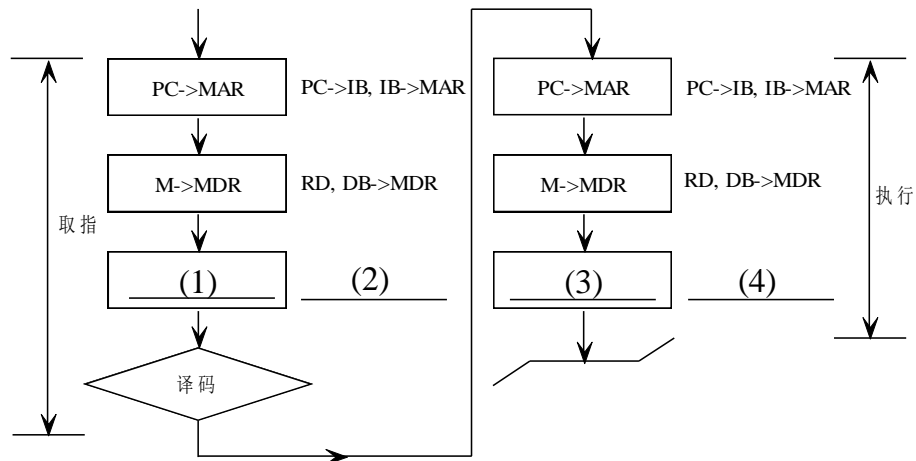 PC->MAR
PC->IB, IB->MAR
M->MDR
RD, DB->MDR
取指
(1)
(2)
译码
PC->MAR
PC->IB, IB->MAR
M->MDR
RD, DB->MDR
执行
(3)
(4)